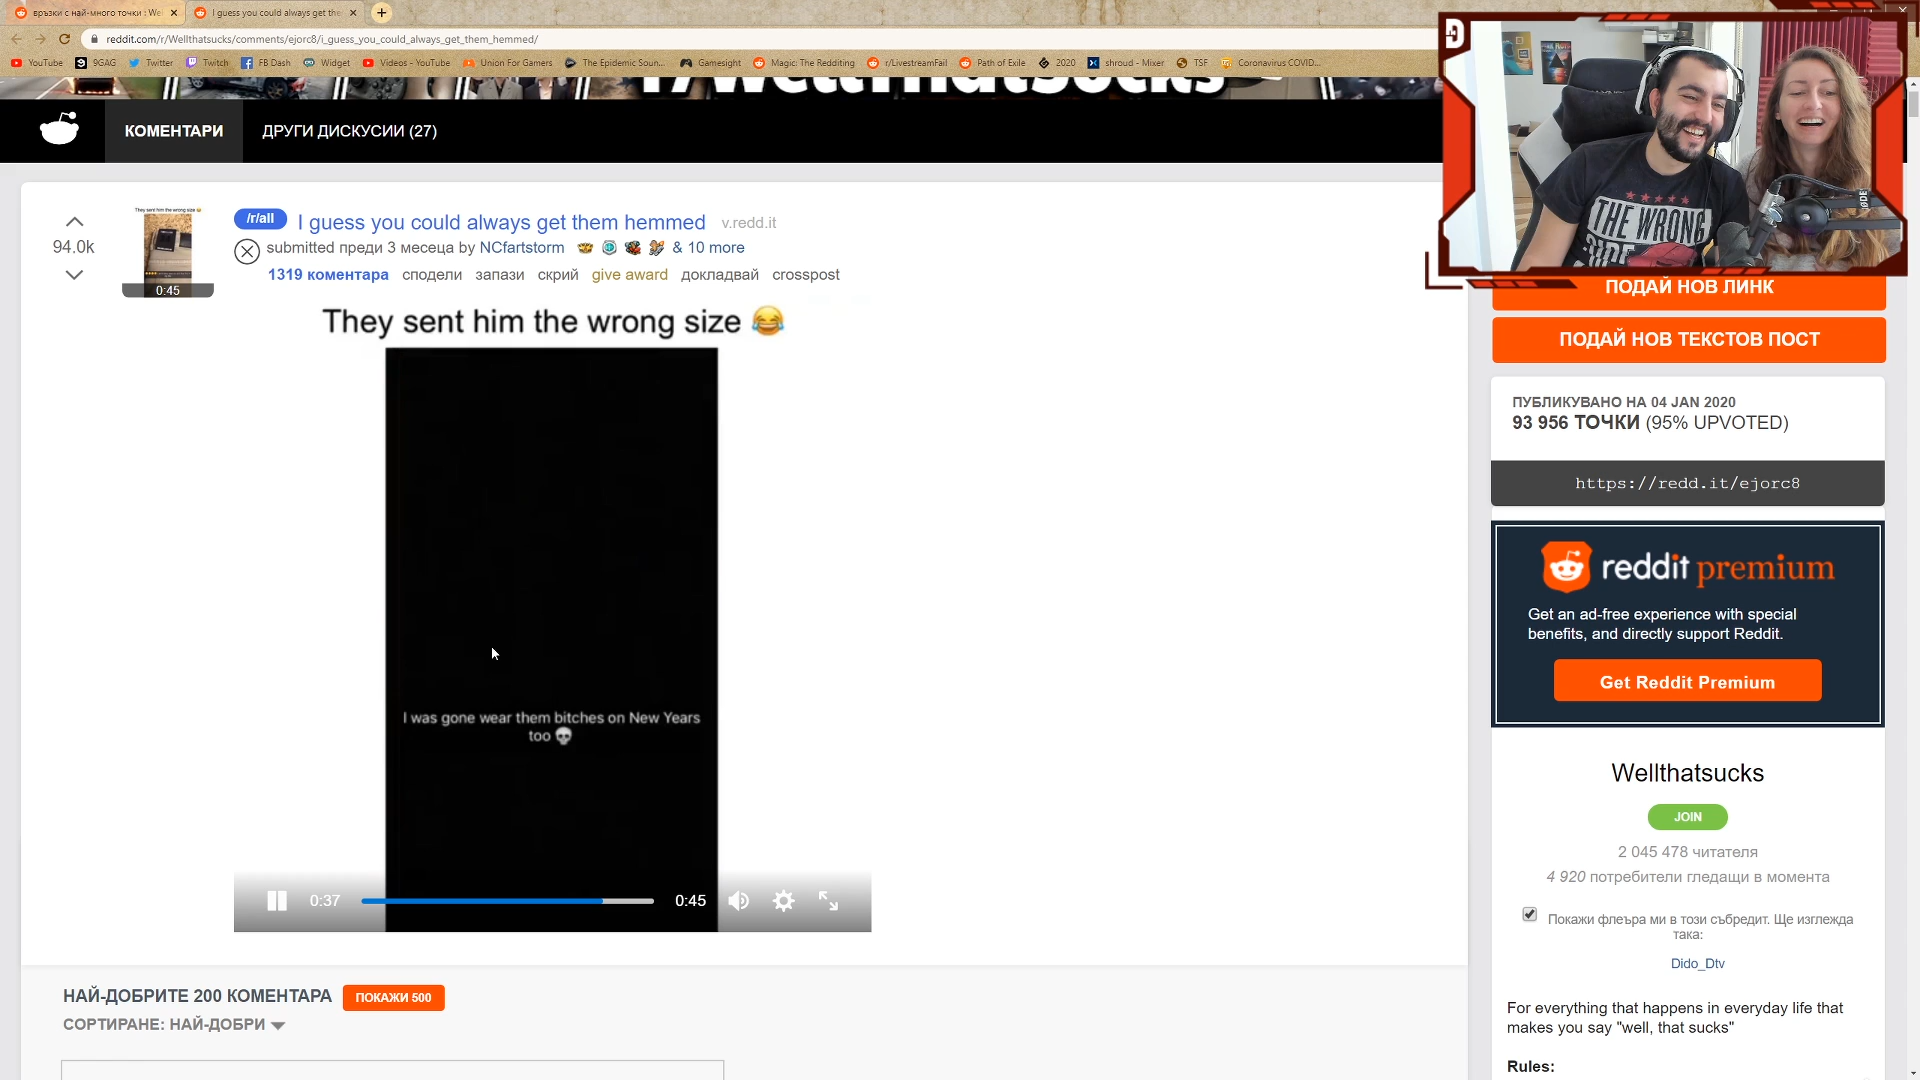 връзки с най-много точки : We
I guess you could always get the
reddit.com/r/Wellthatsucks/comments/ejorc8/i_guess_you_could_always_get_them_hemmed/
YouTube
9GAG
Twitter
Twitch
FB Dash
Widget
Videos - YouTube
Union For Gamers
The Epidemic Soun...
Gamesight
Magic: The Redditing
r/LivestreamFail
Path of Exile
2020
shroud - Mixer
TSF
Coronavirus COVID...
r/wellthatsucks
КОМЕНТАРИ
ДРУГИ ДИСКУСИИ (27)
94.0k
They sent him the wrong size 😂
0:45
/r/all I guess you could always get them hemmed v.redd.it
submitted преди 3 месеца by NCfartstorm & 10 more
1319 коментара сподели запази скрий give award докладвай crosspost
They sent him the wrong size 😂
I was gone wear them bitches on New Years
too 💀
0:37
0:45
НАЙ-ДОБРИТЕ 200 КОМЕНТАРА
ПОКАЖИ 500
СОРТИРАНЕ: НАЙ-ДОБРИ
THE WRONG
SIDE
RØDE
ПОДАЙ НОВ ЛИНК
ПОДАЙ НОВ ТЕКСТОВ ПОСТ
ПУБЛИКУВАНО НА 04 JAN 2020
93 956 ТОЧКИ (95% UPVOTED)
https://redd.it/ejorc8
reddit premium
Get an ad-free experience with special
benefits, and directly support Reddit.
Get Reddit Premium
Wellthatsucks
JOIN
2 045 478 читателя
4 920 потребители гледащи в момента
Покажи флеъра ми в този събредит. Ще изглежда
така:
Dido_Dtv
For everything that happens in everyday life that
makes you say "well, that sucks"
Rules: